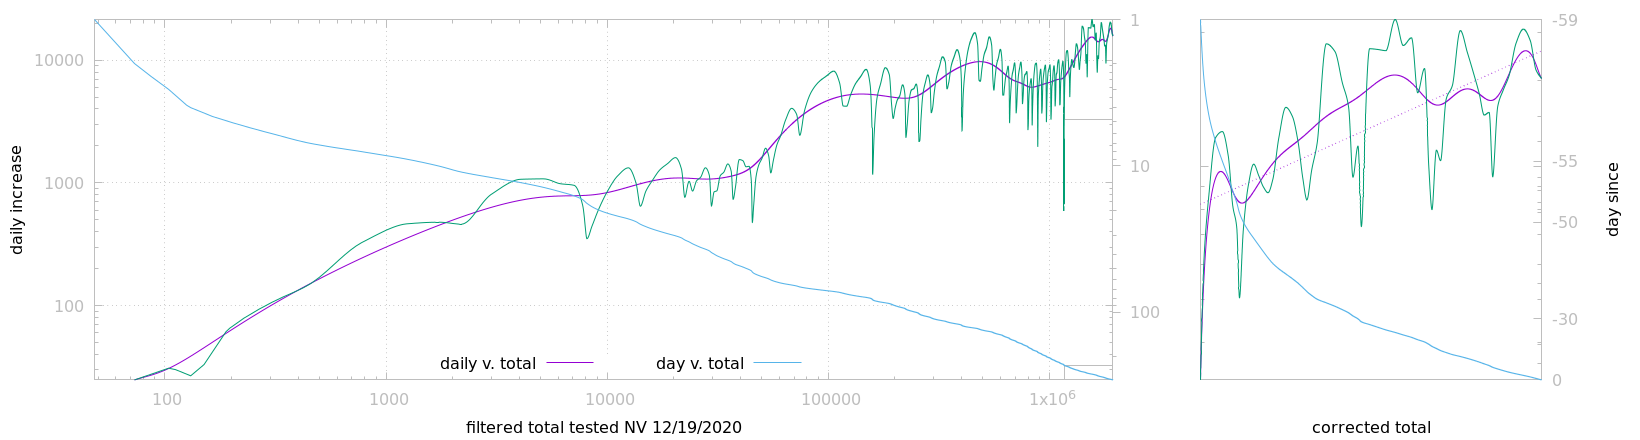 daily increase
10000
1000
100
100
1000
10000
100000
1x10^6
1
10
100
daily v. total
day v. total
filtered total tested NV 12/19/2020
-59
-55
-50
-30
0
day since
corrected total